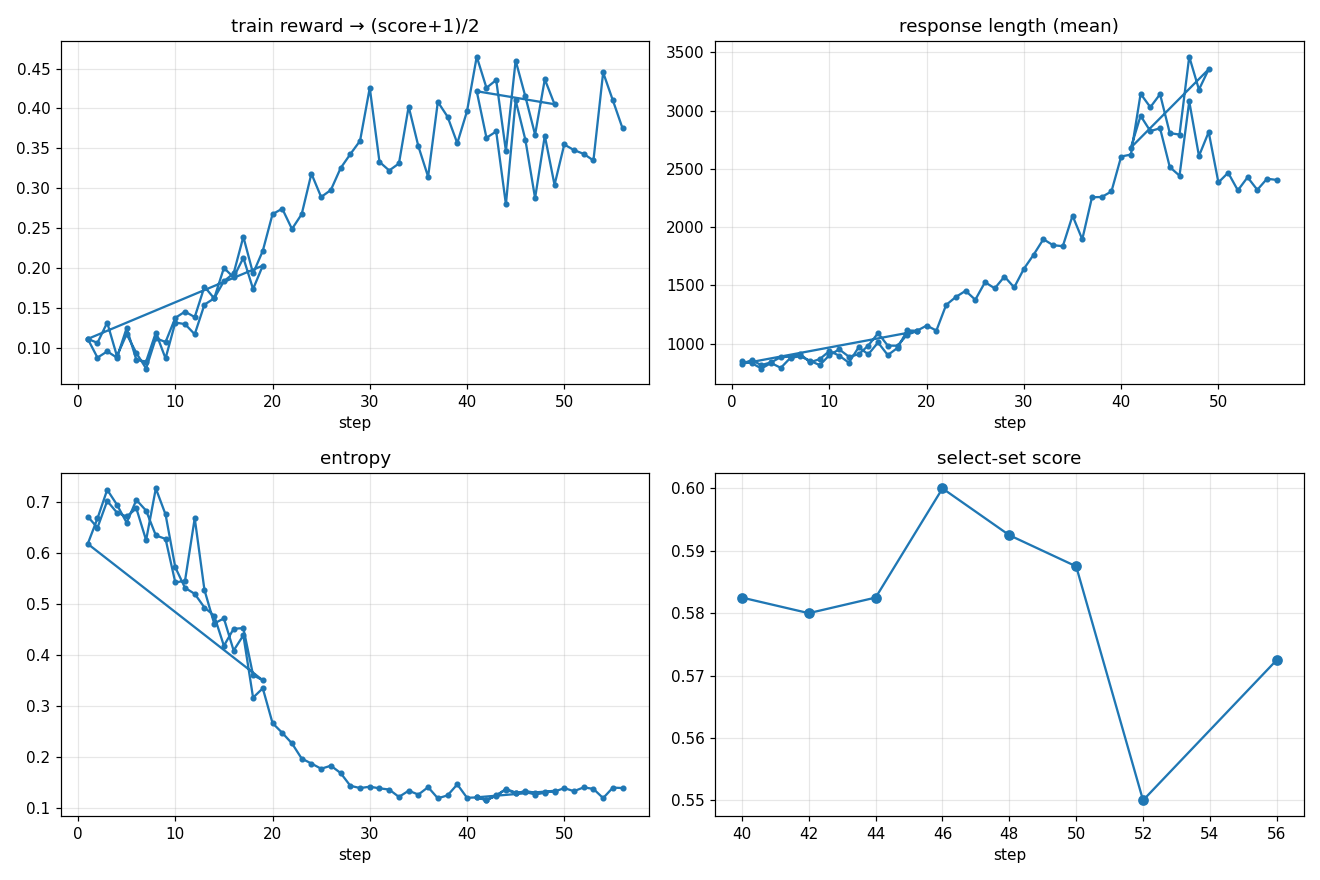 train reward → (score+1)/2
0.45
0.40
0.35
0.30
0.25
0.20
0.15
0.10
0 10 20 30 40 50
step
response length (mean)
3500
3000
2500
2000
1500
1000
0 10 20 30 40 50
step
entropy
0.7
0.6
0.5
0.4
0.3
0.2
0.1
0 10 20 30 40 50
step
select-set score
0.60
0.59
0.58
0.57
0.56
0.55
40 42 44 46 48 50 52 54 56
step